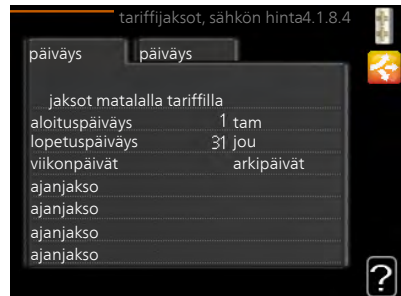 tariffijaksot, sähkön hinta4.1.8.4
päiväys päiväys
jaksot matalalla tariffilla
aloituspäiväys 1 tam
lopetuspäiväys 31 jou
viikonpäivät arkipäivät
ajanjakso
ajanjakso
ajanjakso
ajanjakso
?